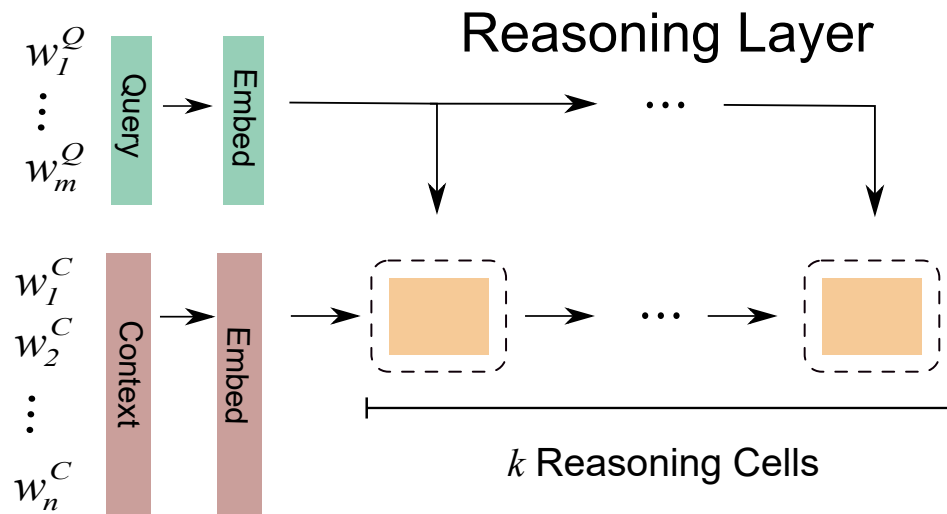 Reasoning Layer
w_1^Q
...
w_m^Q
Query
Embed
...
w_1^C
w_2^C
...
w_n^C
Context
Embed
...
k Reasoning Cells